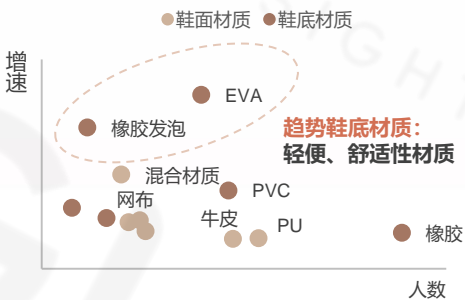 鞋面材质 鞋底材质
增速
EVA
橡胶发泡
趋势鞋底材质：
轻便、舒适性材质
混合材质
网布
PVC
牛皮
PU
橡胶
人数